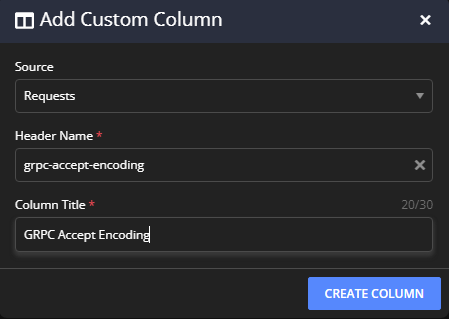 Add Custom Column
Source
Requests
Header Name *
grpc-accept-encoding
Column Title * 20/30
GRPC Accept Encoding
CREATE COLUMN